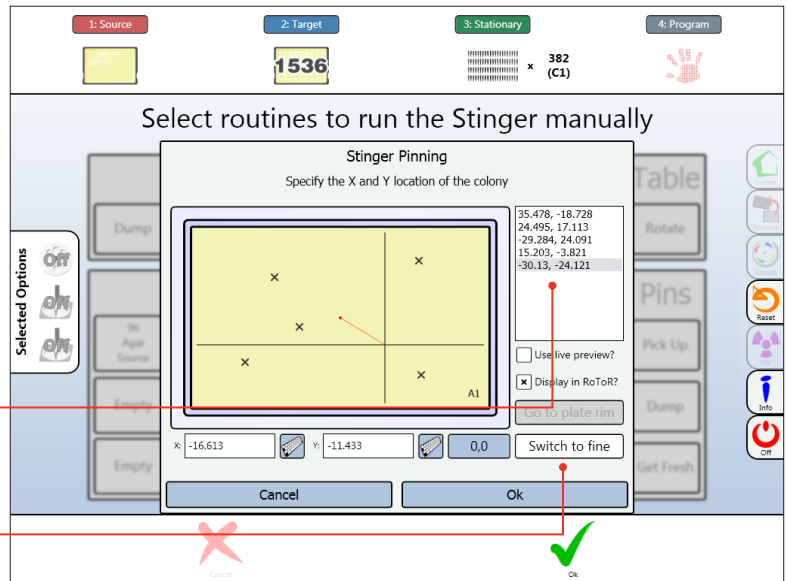 1: Source
2: Target
3: Stationary
4: Program
1536
x
382
(C1)
Select routines to run the Stinger manually
Stinger Pinning
Specify the X and Y location of the colony
Table
Dump
Rotate
Home
Remove
Rotate
Selected Options
Off
Off
Off
35.478, -18.728
24.495, 17.113
-29.284, 24.091
15.203, -3.821
-30.13, -24.121
Pins
Reset
96
Agar
Source
Pick Up
UV
Use live preview?
Display in RoToR?
A1
Empty
Go to plate rim
Dump
Info
X:
-16.613
Y:
-11.433
0,0
Switch to fine
Off
Empty
Get Fresh
Cancel
Ok
Cancel
Ok